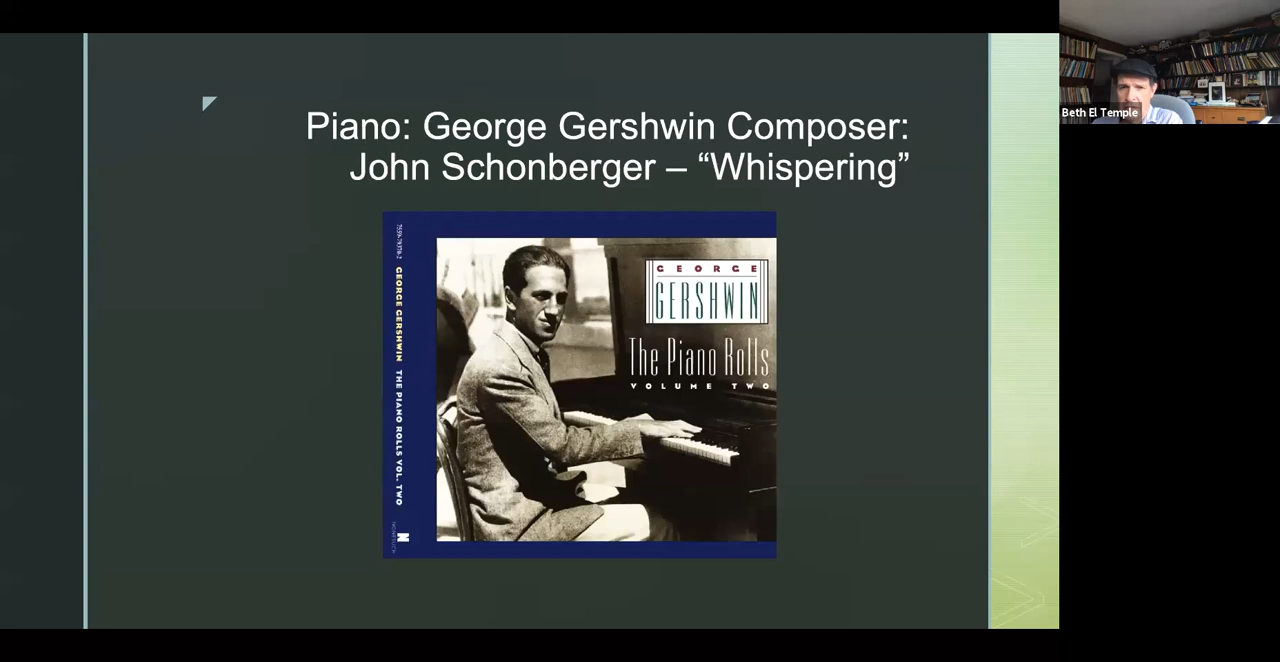 Piano: George Gershwin Composer:
John Schonberger – “Whispering”
Beth El Temple
GEORGE GERSHWIN THE PIANO ROLLS VOL. TWO
GEORGE
GERSHWIN
The Piano Rolls
VOLUME TWO